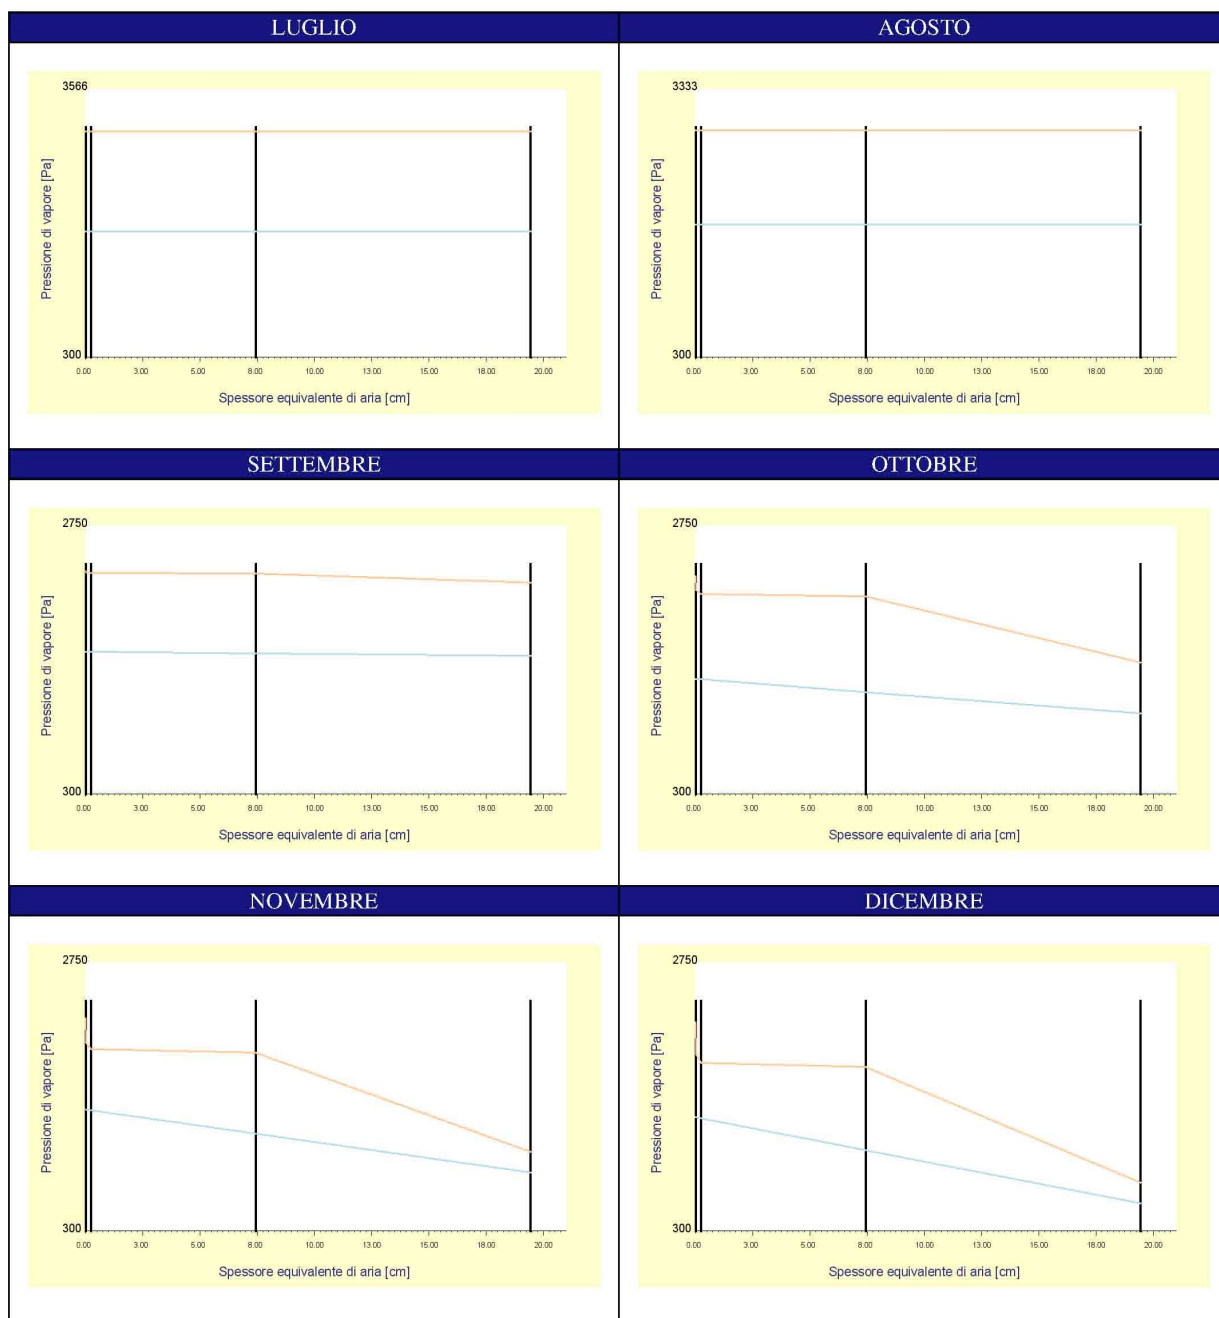 LUGLIO
AGOSTO
3566
Pressione di vapore [Pa]
300
0.00 3.00 5.00 8.00 10.00 13.00 15.00 18.00 20.00
Spessore equivalente di aria [cm]
3333
Pressione di vapore [Pa]
300
0.00 3.00 5.00 8.00 10.00 13.00 15.00 18.00 20.00
Spessore equivalente di aria [cm]
SETTEMBRE
OTTOBRE
2750
Pressione di vapore [Pa]
300
0.00 3.00 5.00 8.00 10.00 13.00 15.00 18.00 20.00
Spessore equivalente di aria [cm]
2750
Pressione di vapore [Pa]
300
0.00 3.00 5.00 8.00 10.00 13.00 15.00 18.00 20.00
Spessore equivalente di aria [cm]
NOVEMBRE
DICEMBRE
2750
Pressione di vapore [Pa]
300
0.00 3.00 5.00 8.00 10.00 13.00 15.00 18.00 20.00
Spessore equivalente di aria [cm]
2750
Pressione di vapore [Pa]
300
0.00 3.00 5.00 8.00 10.00 13.00 15.00 18.00 20.00
Spessore equivalente di aria [cm]